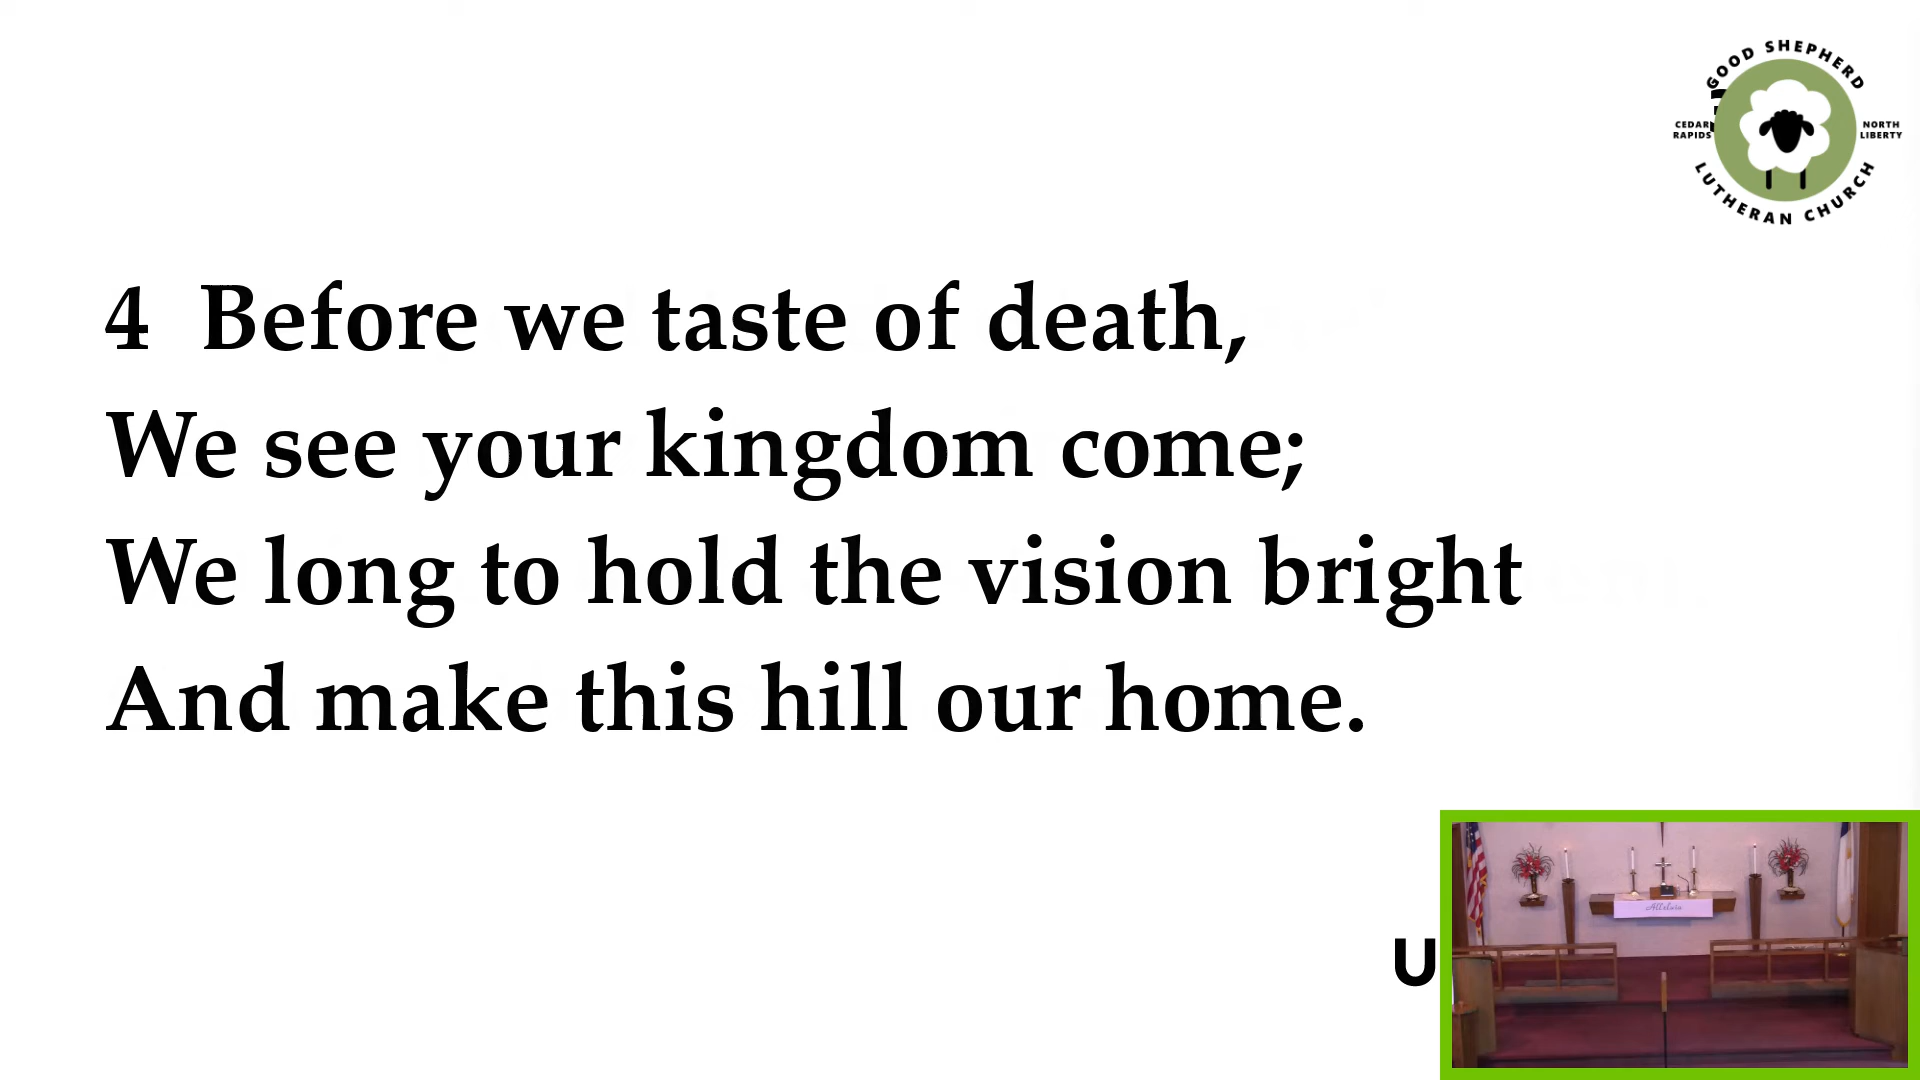 GOOD SHEPHERD
CEDAR RAPIDS
NORTH LIBERTY
LUTHERAN CHURCH
4 Before we taste of death,
We see your kingdom come;
We long to hold the vision bright
And make this hill our home.
U
Alleluia